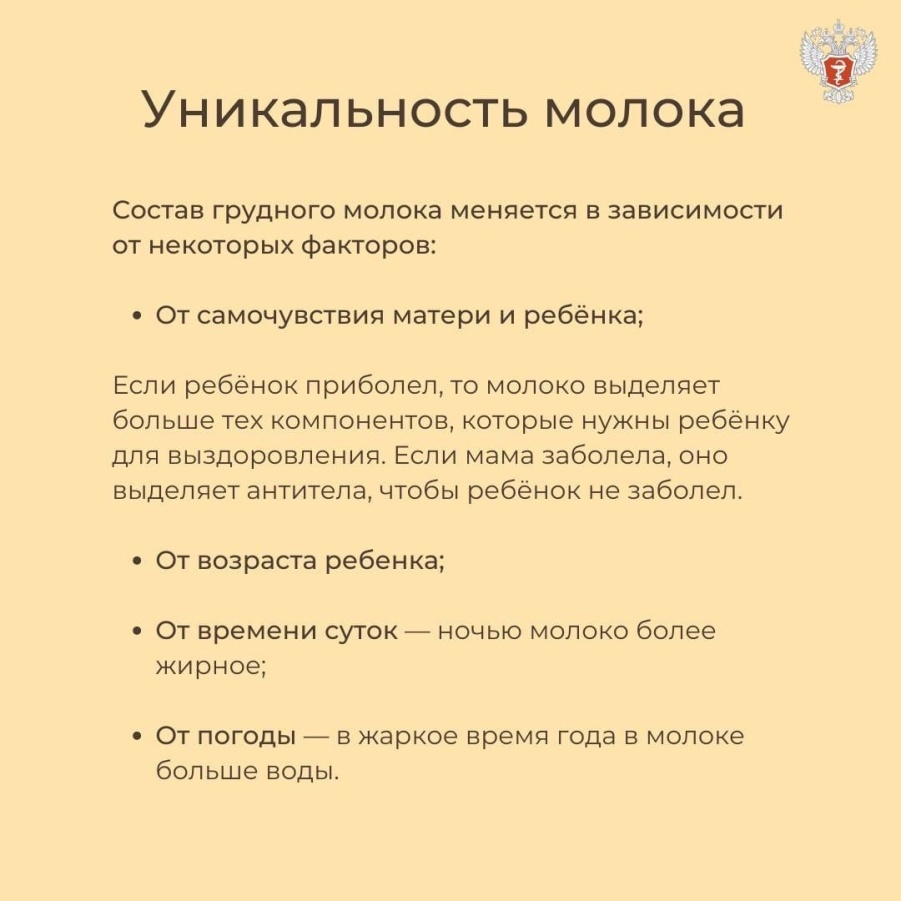 Уникальность молока
Состав грудного молока меняется в зависимости
от некоторых факторов:
• От самочувствия матери и ребёнка;
Если ребёнок приболел, то молоко выделяет
больше тех компонентов, которые нужны ребёнку
для выздоровления. Если мама заболела, оно
выделяет антитела, чтобы ребёнок не заболел.
• От возраста ребенка;
• От времени суток — ночью молоко более
жирное;
• От погоды — в жаркое время года в молоке
больше воды.